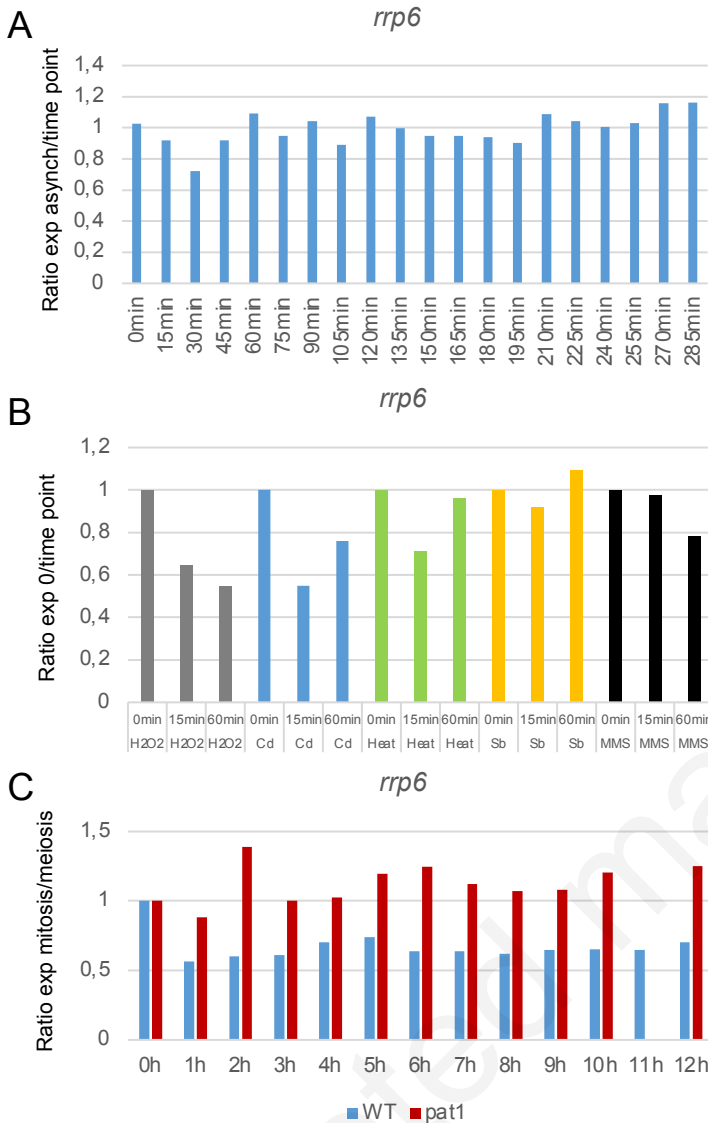 A
rrp6
Ratio exp asynch/time point
1,4
1,2
1
0,8
0,6
0,4
0,2
0
0min 15min 30min 45min 60min 75min 90min 105min 120min 135min 150min 165min 180min 195min 210min 225min 240min 255min 270min 285min
B
rrp6
Ratio exp 0/time point
1,2
1
0,8
0,6
0,4
0,2
0
0min 15min 60min 0min 15min 60min 0min 15min 60min 0min 15min 60min 0min 15min 60min
H2O2 H2O2 H2O2 Cd Cd Cd Heat Heat Heat Sb Sb Sb MMS MMS MMS
C
rrp6
Ratio exp mitosis/meiosis
1,5
1
0,5
0
0h 1h 2h 3h 4h 5h 6h 7h 8h 9h 10h 11h 12h
WT pat1